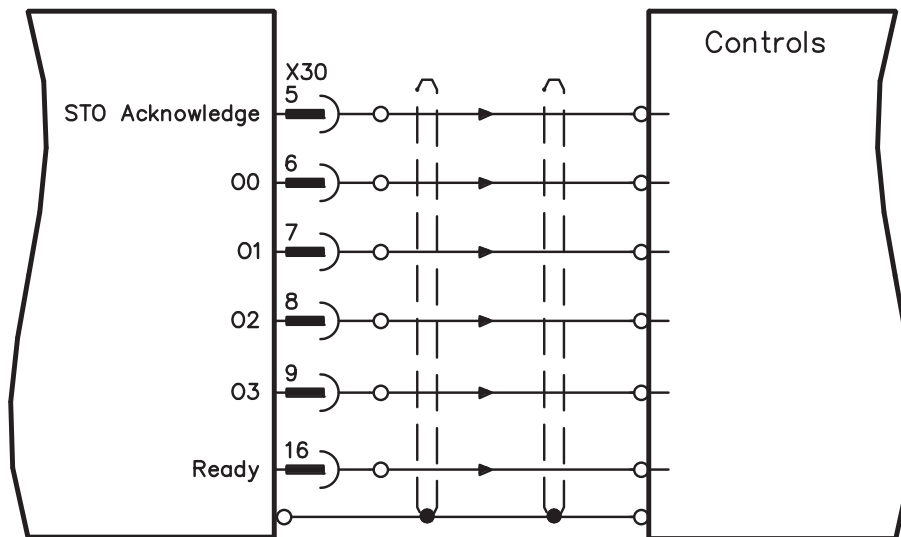 Controls
X30
STO Acknowledge 5
O0 6
O1 7
O2 8
O3 9
Ready 16